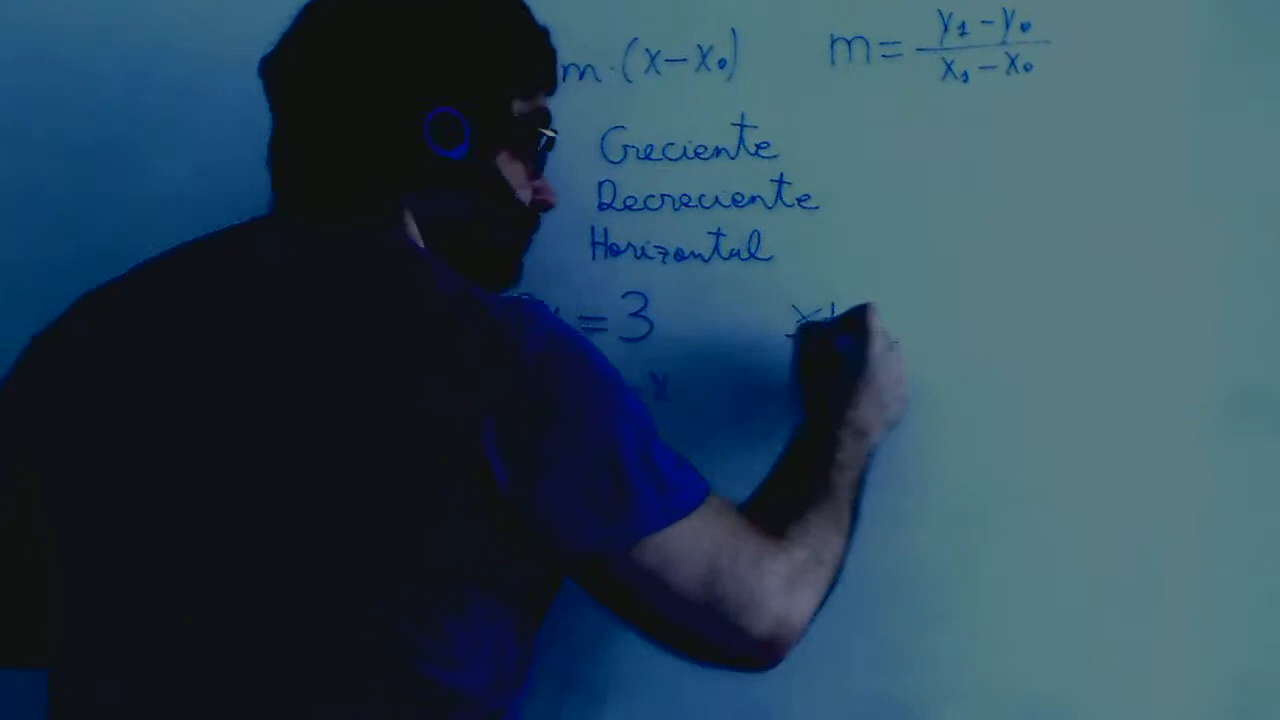 m·(x-x₀) m = (y₁-y₀)/(x₁-x₀)
Creciente
Decreciente
Horizontal
= 3 x+
x